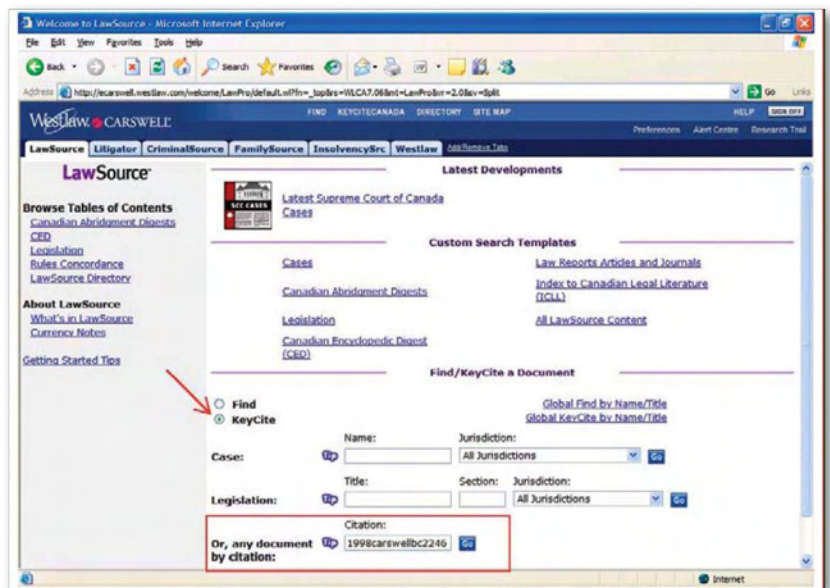 Welcome to LawSource - Microsoft Internet Explorer
File Edit View Favorites Tools Help
Back Search Favorites
Address http://ecarswell.westlaw.com/welcome/LawPro/default.wl?fn=_top&rs=WLCA7.06&mt=LawPro&vr=2.0&sv=Split Go Links
Westlaw CARSWELL FIND KEYCITECANADA DIRECTORY SITE MAP HELP SIGN OFF
Preferences Alert Centre Research Trail
LawSource Litigator CriminalSource FamilySource InsolvencySrc Westlaw Add/Remove Tabs
LawSource
Browse Tables of Contents
Canadian Abridgment Digests
CED
Legislation
Rules Concordance
LawSource Directory
About LawSource
What's in LawSource
Currency Notes
Getting Started Tips
Latest Developments
SCC CASES
Latest Supreme Court of Canada
Cases
Custom Search Templates
Cases Law Reports Articles and Journals
Canadian Abridgment Digests Index to Canadian Legal Literature
(ICLL)
Legislation All LawSource Content
Canadian Encyclopedic Digest
(CED)
Find/KeyCite a Document
Find Global Find by Name/Title
KeyCite Global KeyCite by Name/Title
Name: Jurisdiction:
Case: All Jurisdictions Go
Title: Section: Jurisdiction:
Legislation: All Jurisdictions Go
Citation:
Or, any document 1998carswellbc2246 Go
by citation:
Internet